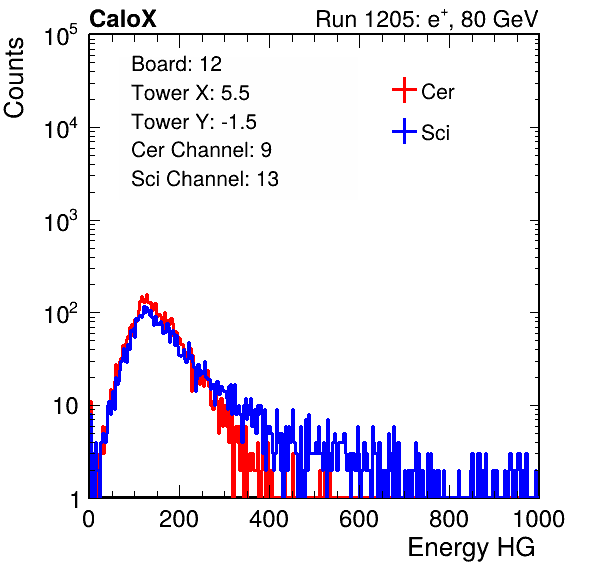 CaloX
Run 1205: e⁺, 80 GeV
Counts
10⁵
10⁴
10³
10²
10
1
Board: 12
Tower X: 5.5
Tower Y: -1.5
Cer Channel: 9
Sci Channel: 13
Cer
Sci
0 200 400 600 800 1000
Energy HG